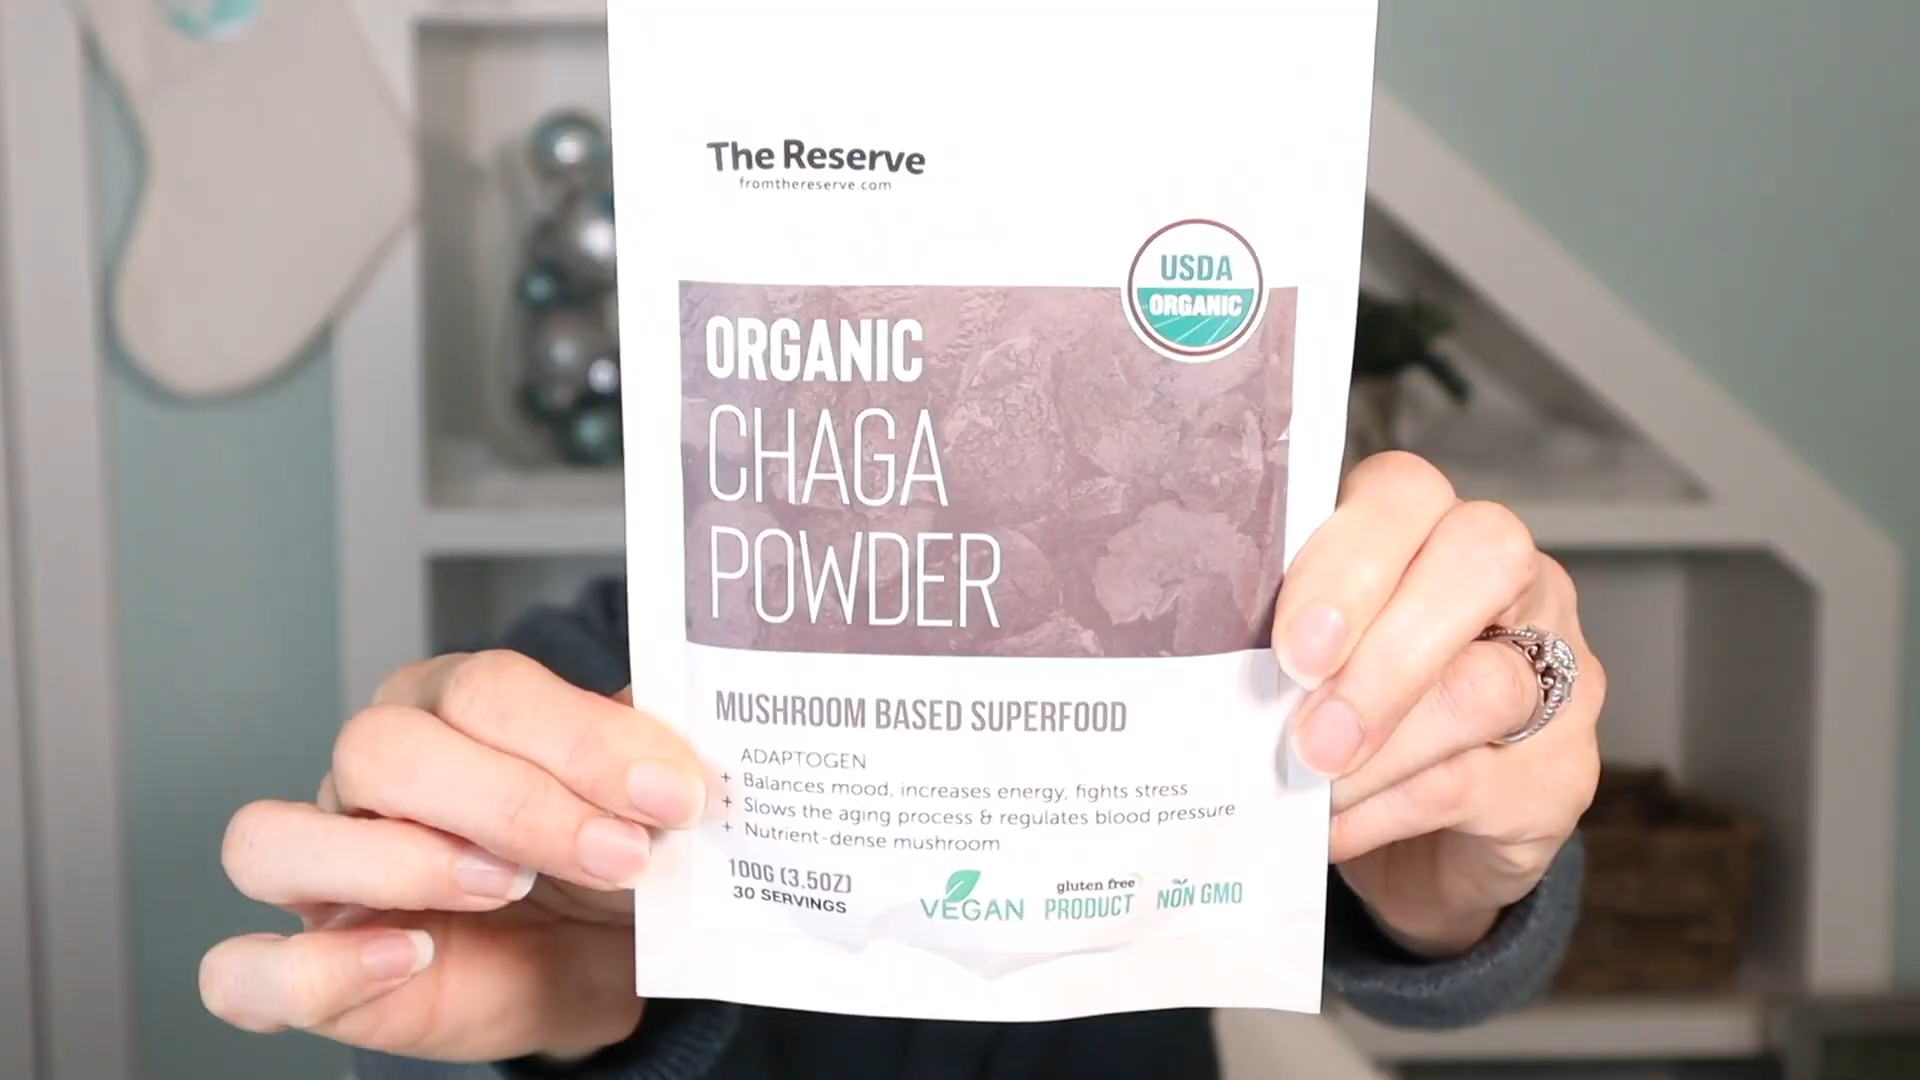 The Reserve
fromthereserve.com
USDA
ORGANIC
ORGANIC
CHAGA
POWDER
MUSHROOM BASED SUPERFOOD
ADAPTOGEN
+ Balances mood, increases energy, fights stress
+ Slows the aging process & regulates blood pressure
+ Nutrient-dense mushroom
100G (3.5OZ)
30 SERVINGS
VEGAN
gluten free
PRODUCT
NON GMO